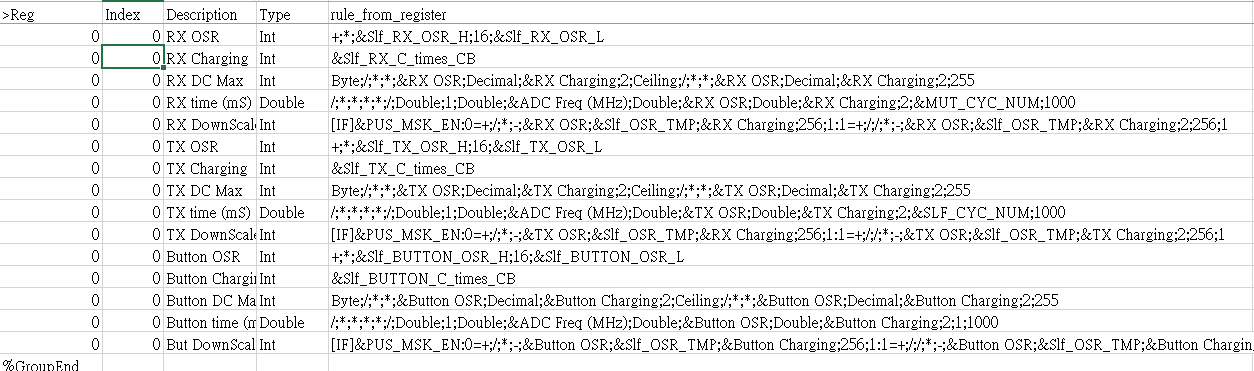 >Reg Index Description Type rule_from_register
0 0 RX OSR Int +;*;&Slf_RX_OSR_H;16;&Slf_RX_OSR_L
0 0 RX Charging Int &Slf_RX_C_times_CB
0 0 RX DC Max Int Byte;/;*;*;&RX OSR;Decimal;&RX Charging;2;Ceiling;/;*;*;&RX OSR;Decimal;&RX Charging;2;255
0 0 RX time (mS) Double /;*;*;*;*;/;Double;1;Double;&ADC Freq (MHz);Double;&RX OSR;Double;&RX Charging;2;&MUT_CYC_NUM;1000
0 0 RX DownScale Int [IF]&PUS_MSK_EN:0=+;/;*;-;&RX OSR;&Slf_OSR_TMP;&RX Charging;256;1:1=+;/;/;*;-;&RX OSR;&Slf_OSR_TMP;&RX Charging;2;256;1
0 0 TX OSR Int +;*;&Slf_TX_OSR_H;16;&Slf_TX_OSR_L
0 0 TX Charging Int &Slf_TX_C_times_CB
0 0 TX DC Max Int Byte;/;*;*;&TX OSR;Decimal;&TX Charging;2;Ceiling;/;*;*;&TX OSR;Decimal;&TX Charging;2;255
0 0 TX time (mS) Double /;*;*;*;*;/;Double;1;Double;&ADC Freq (MHz);Double;&TX OSR;Double;&TX Charging;2;&SLF_CYC_NUM;1000
0 0 TX DownScale Int [IF]&PUS_MSK_EN:0=+;/;*;-;&TX OSR;&Slf_OSR_TMP;&RX Charging;256;1:1=+;/;/;*;-;&TX OSR;&Slf_OSR_TMP;&TX Charging;2;256;1
0 0 Button OSR Int +;*;&Slf_BUTTON_OSR_H;16;&Slf_BUTTON_OSR_L
0 0 Button Chargi Int &Slf_BUTTON_C_times_CB
0 0 Button DC Ma Int Byte;/;*;*;&Button OSR;Decimal;&Button Charging;2;Ceiling;/;*;*;&Button OSR;Decimal;&Button Charging;2;255
0 0 Button time (m Double /;*;*;*;*;/;Double;1;Double;&ADC Freq (MHz);Double;&Button OSR;Double;&Button Charging;2;1;1000
0 0 But DownScal Int [IF]&PUS_MSK_EN:0=+;/;*;-;&Button OSR;&Slf_OSR_TMP;&Button Charging;256;1:1=+;/;/;*;-;&Button OSR;&Slf_OSR_TMP;&Button Chargin
%GroupEnd